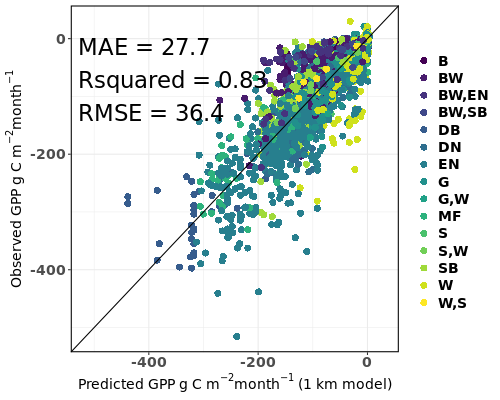 MAE = 27.7
Rsquared = 0.83
RMSE = 36.4
0
-200
-400
-400 -200 0
Observed GPP g C m⁻²month⁻¹
Predicted GPP g C m⁻²month⁻¹ (1 km model)
B
BW
BW,EN
BW,SB
DB
DN
EN
G
G,W
MF
S
S,W
SB
W
W,S